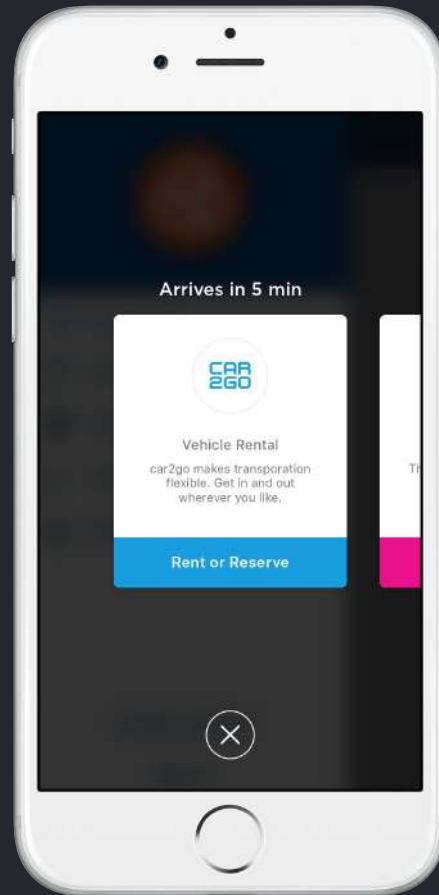 Arrives in 5 min
CAR
2GO
Vehicle Rental
car2go makes transporation
flexible. Get in and out
wherever you like.
Th
Rent or Reserve